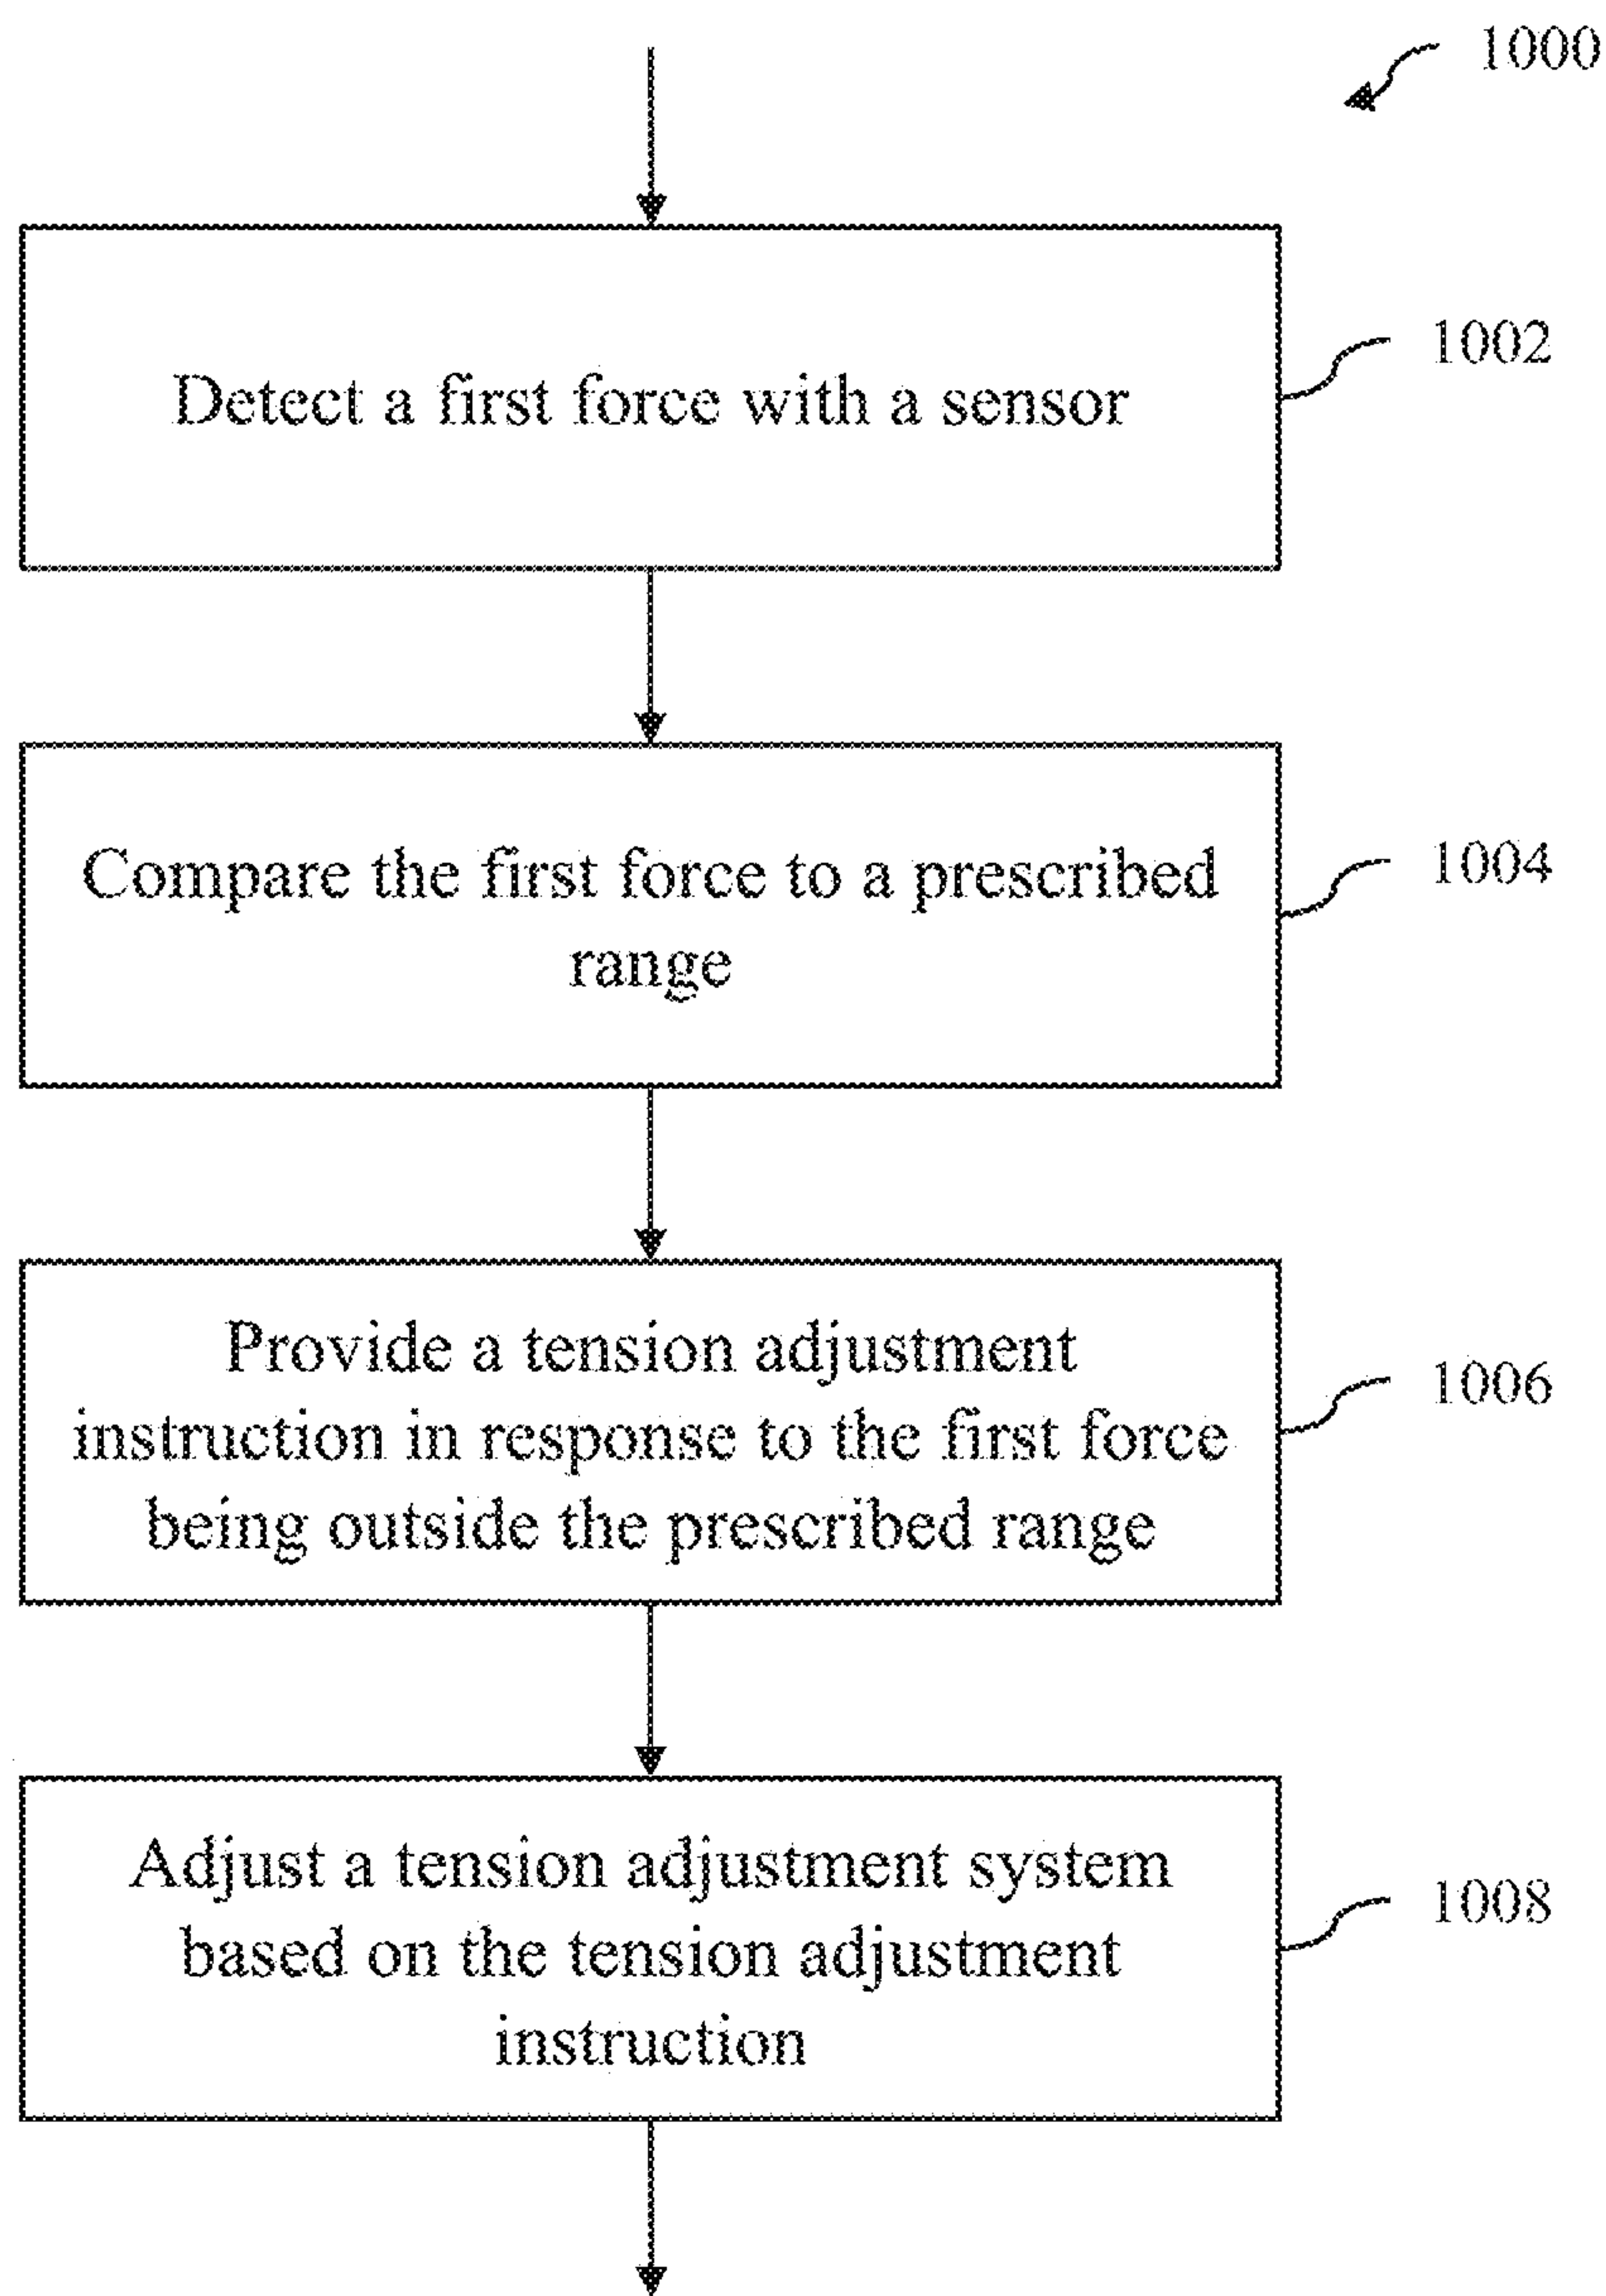 1000
Detect a first force with a sensor
1002
Compare the first force to a prescribed
range
1004
Provide a tension adjustment
instruction in response to the first force
being outside the prescribed range
1006
Adjust a tension adjustment system
based on the tension adjustment
instruction
1008